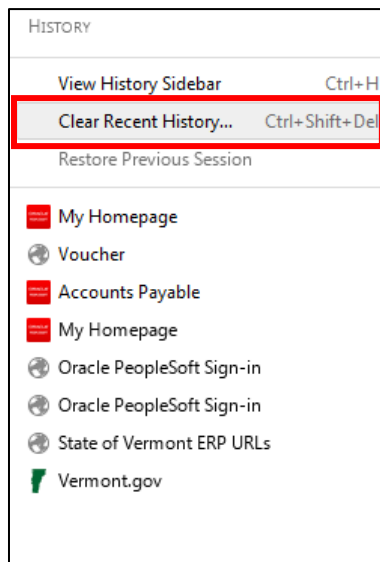 HISTORY
View History Sidebar Ctrl+H
Clear Recent History... Ctrl+Shift+Del
Restore Previous Session
My Homepage
Voucher
Accounts Payable
My Homepage
Oracle PeopleSoft Sign-in
Oracle PeopleSoft Sign-in
State of Vermont ERP URLs
Vermont.gov